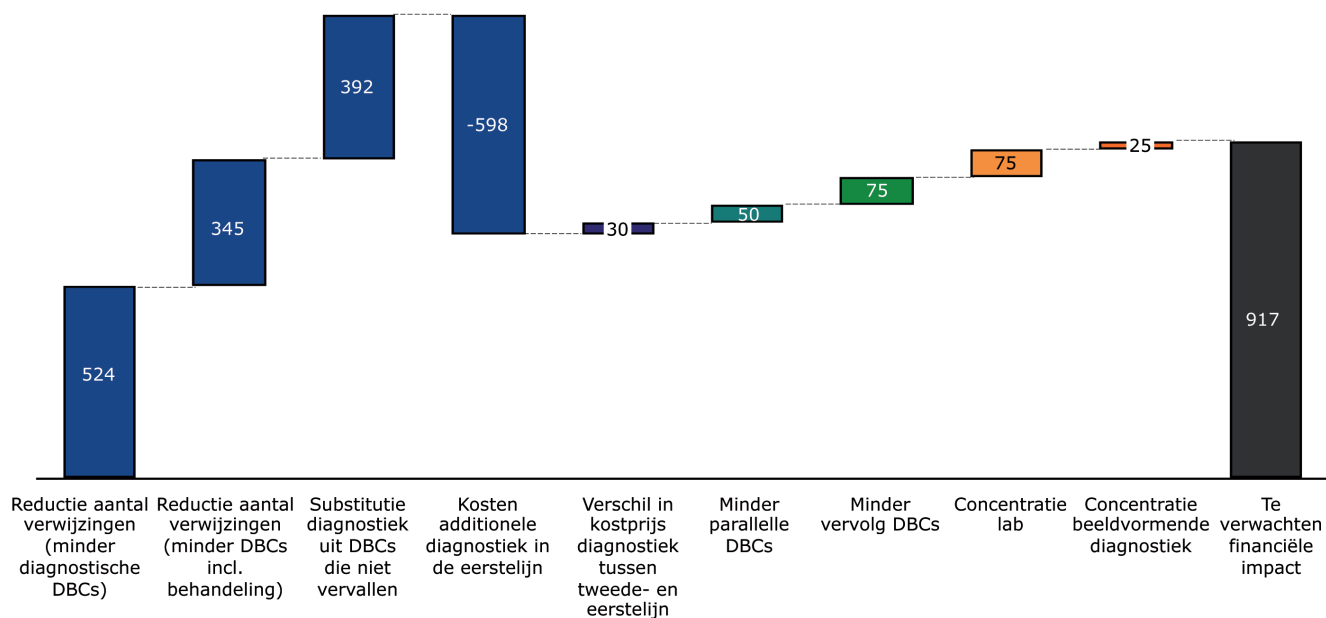 392
-598
345
524
30
50
75
75
25
917
Reductie aantal
verwijzingen
(minder
diagnostische
DBCs)
Reductie aantal
verwijzingen
(minder DBCs
incl.
behandeling)
Substitutie
diagnostiek
uit DBCs
die niet
vervallen
Kosten
additionele
diagnostiek in
de eerstelijn
Verschil in
kostprijs
diagnostiek
tussen
tweede- en
eerstelijn
Minder
parallelle
DBCs
Minder
vervolg DBCs
Concentratie
lab
Concentratie
beeldvormende
diagnostiek
Te
verwachten
financiële
impact